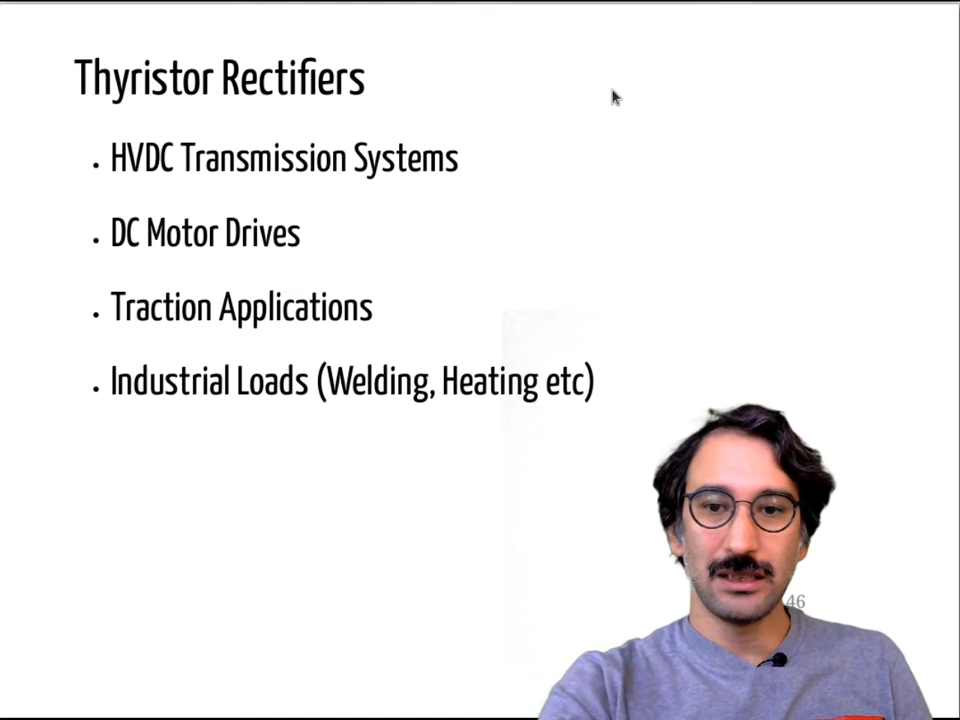 Thyristor Rectifiers
• HVDC Transmission Systems
• DC Motor Drives
• Traction Applications
• Industrial Loads (Welding, Heating etc)
46